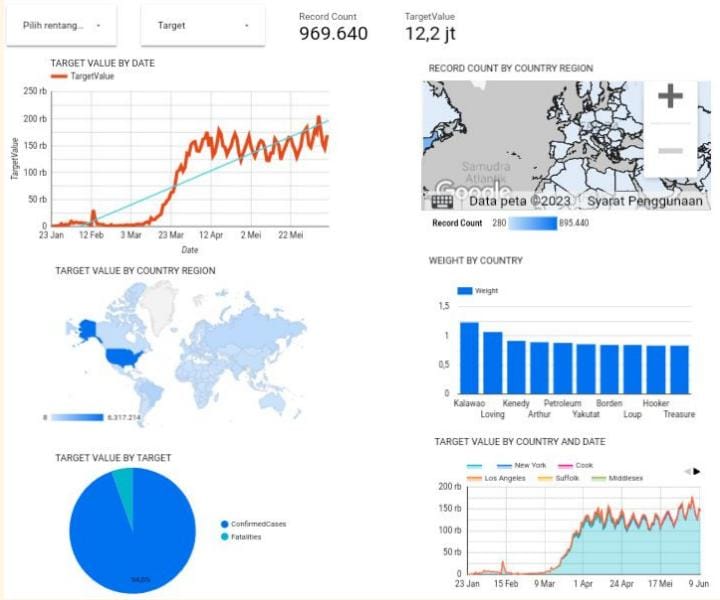 Pilih rentang...
Target
Record Count
969.640
TargetValue
12,2 jt
TARGET VALUE BY DATE
TargetValue
250 rb
200 rb
150 rb
100 rb
50 rb
0
TargetValue
23 Jan 12 Feb 3 Mar 23 Mar 12 Apr 2 Mei 22 Mei
Date
RECORD COUNT BY COUNTRY REGION
Samudra
Atlantik
Google
Data peta ©2023 Syarat Penggunaan
Record Count 280 895.440
TARGET VALUE BY COUNTRY REGION
8 6.317.214
WEIGHT BY COUNTRY
Weight
1,5
1
0,5
0
Kalawao Kenedy Petroleum Borden Hooker
Loving Arthur Yakutat Loup Treasure
TARGET VALUE BY TARGET
ConfirmedCases
Fatalities
TARGET VALUE BY COUNTRY AND DATE
New York Cook
Los Angeles Suffolk Middlesex
200 rb
150 rb
100 rb
50 rb
0
23 Jan 15 Feb 9 Mar 1 Apr 24 Apr 17 Mei 9 Jun